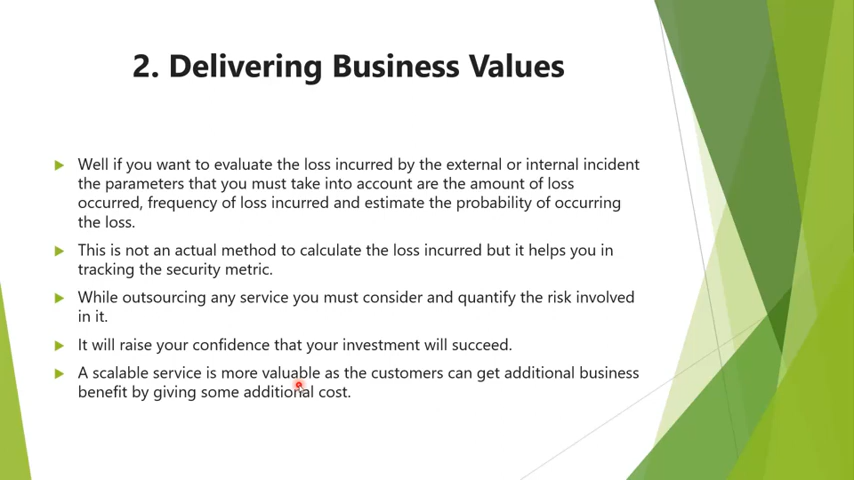 2. Delivering Business Values
Well if you want to evaluate the loss incurred by the external or internal incident
the parameters that you must take into account are the amount of loss
occurred, frequency of loss incurred and estimate the probability of occurring
the loss.
This is not an actual method to calculate the loss incurred but it helps you in
tracking the security metric.
While outsourcing any service you must consider and quantify the risk involved
in it.
It will raise your confidence that your investment will succeed.
A scalable service is more valuable as the customers can get additional business
benefit by giving some additional cost.